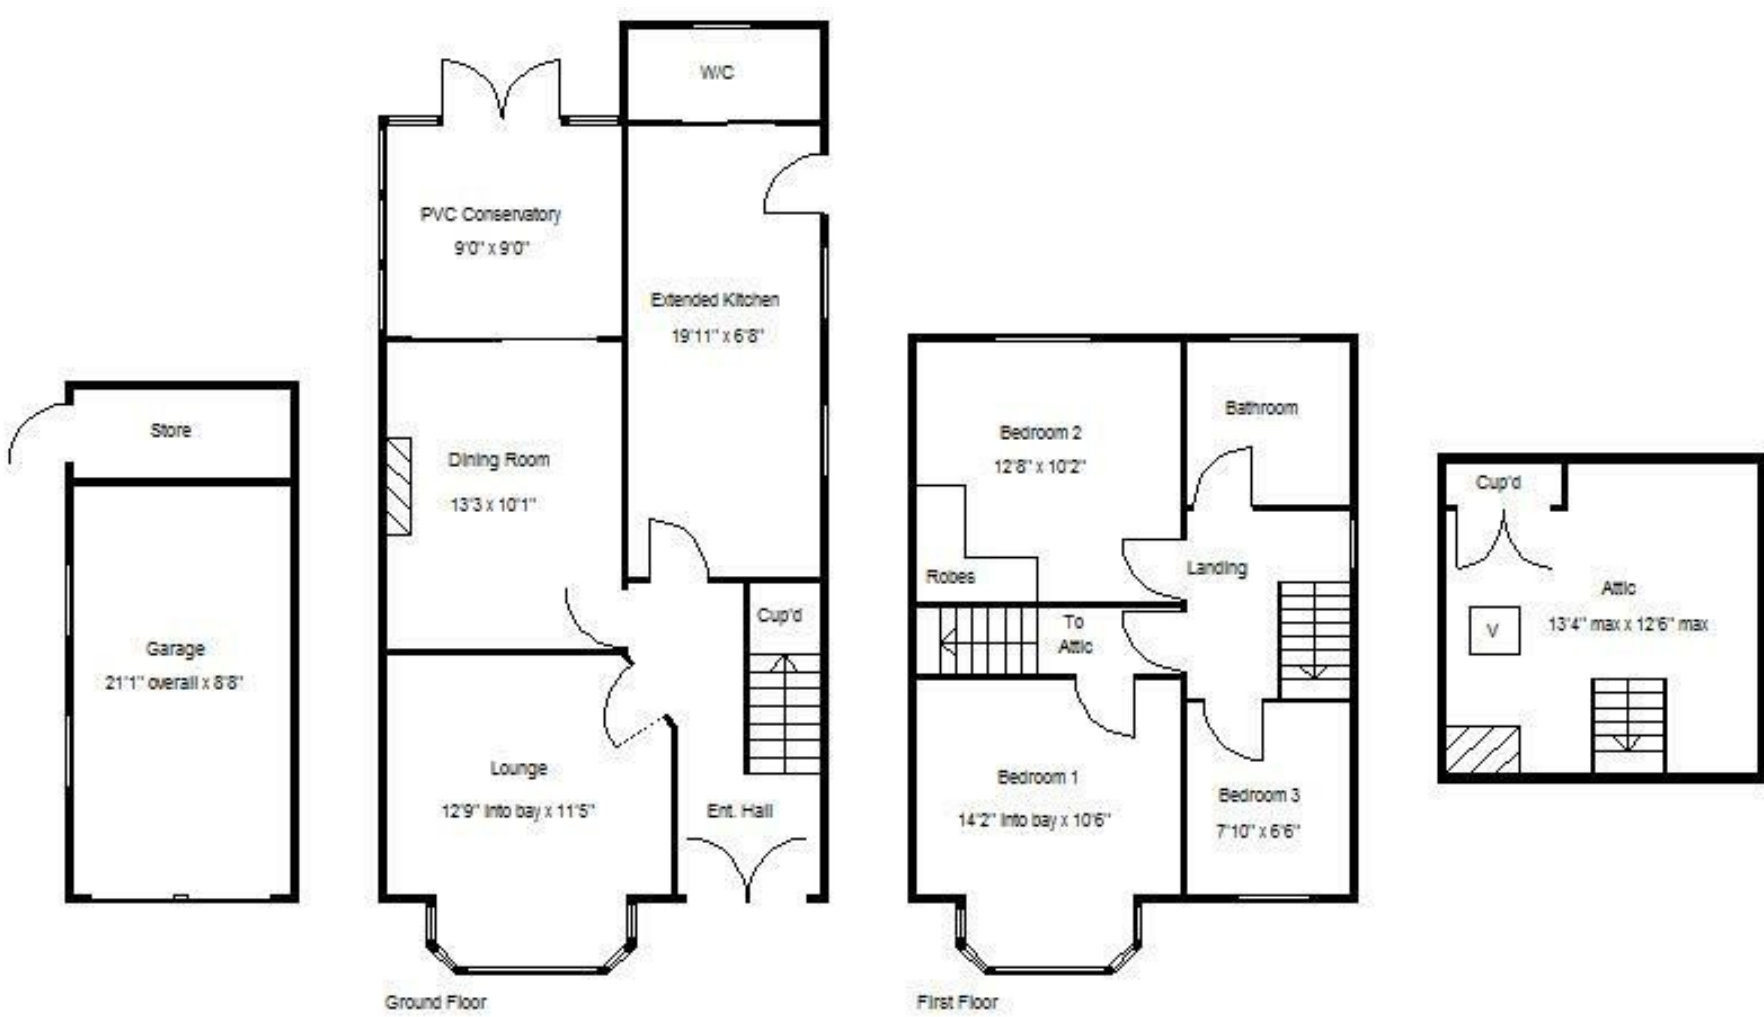 W/C
PVC Conservatory
9'0" x 9'0"
Extended Kitchen
19'11" x 6'8"
Store
Dining Room
13'3 x 10'1"
Garage
21'1" overall x 8'8"
Cup'd
Lounge
12'9" into bay x 11'5"
Ent. Hall
Ground Floor
Bedroom 2
12'8" x 10'2"
Bathroom
Robes
Landing
To
Attic
Bedroom 1
14'2" into bay x 10'6"
Bedroom 3
7'10" x 6'6"
First Floor
Cup'd
Attic
13'4" max x 12'6" max
V